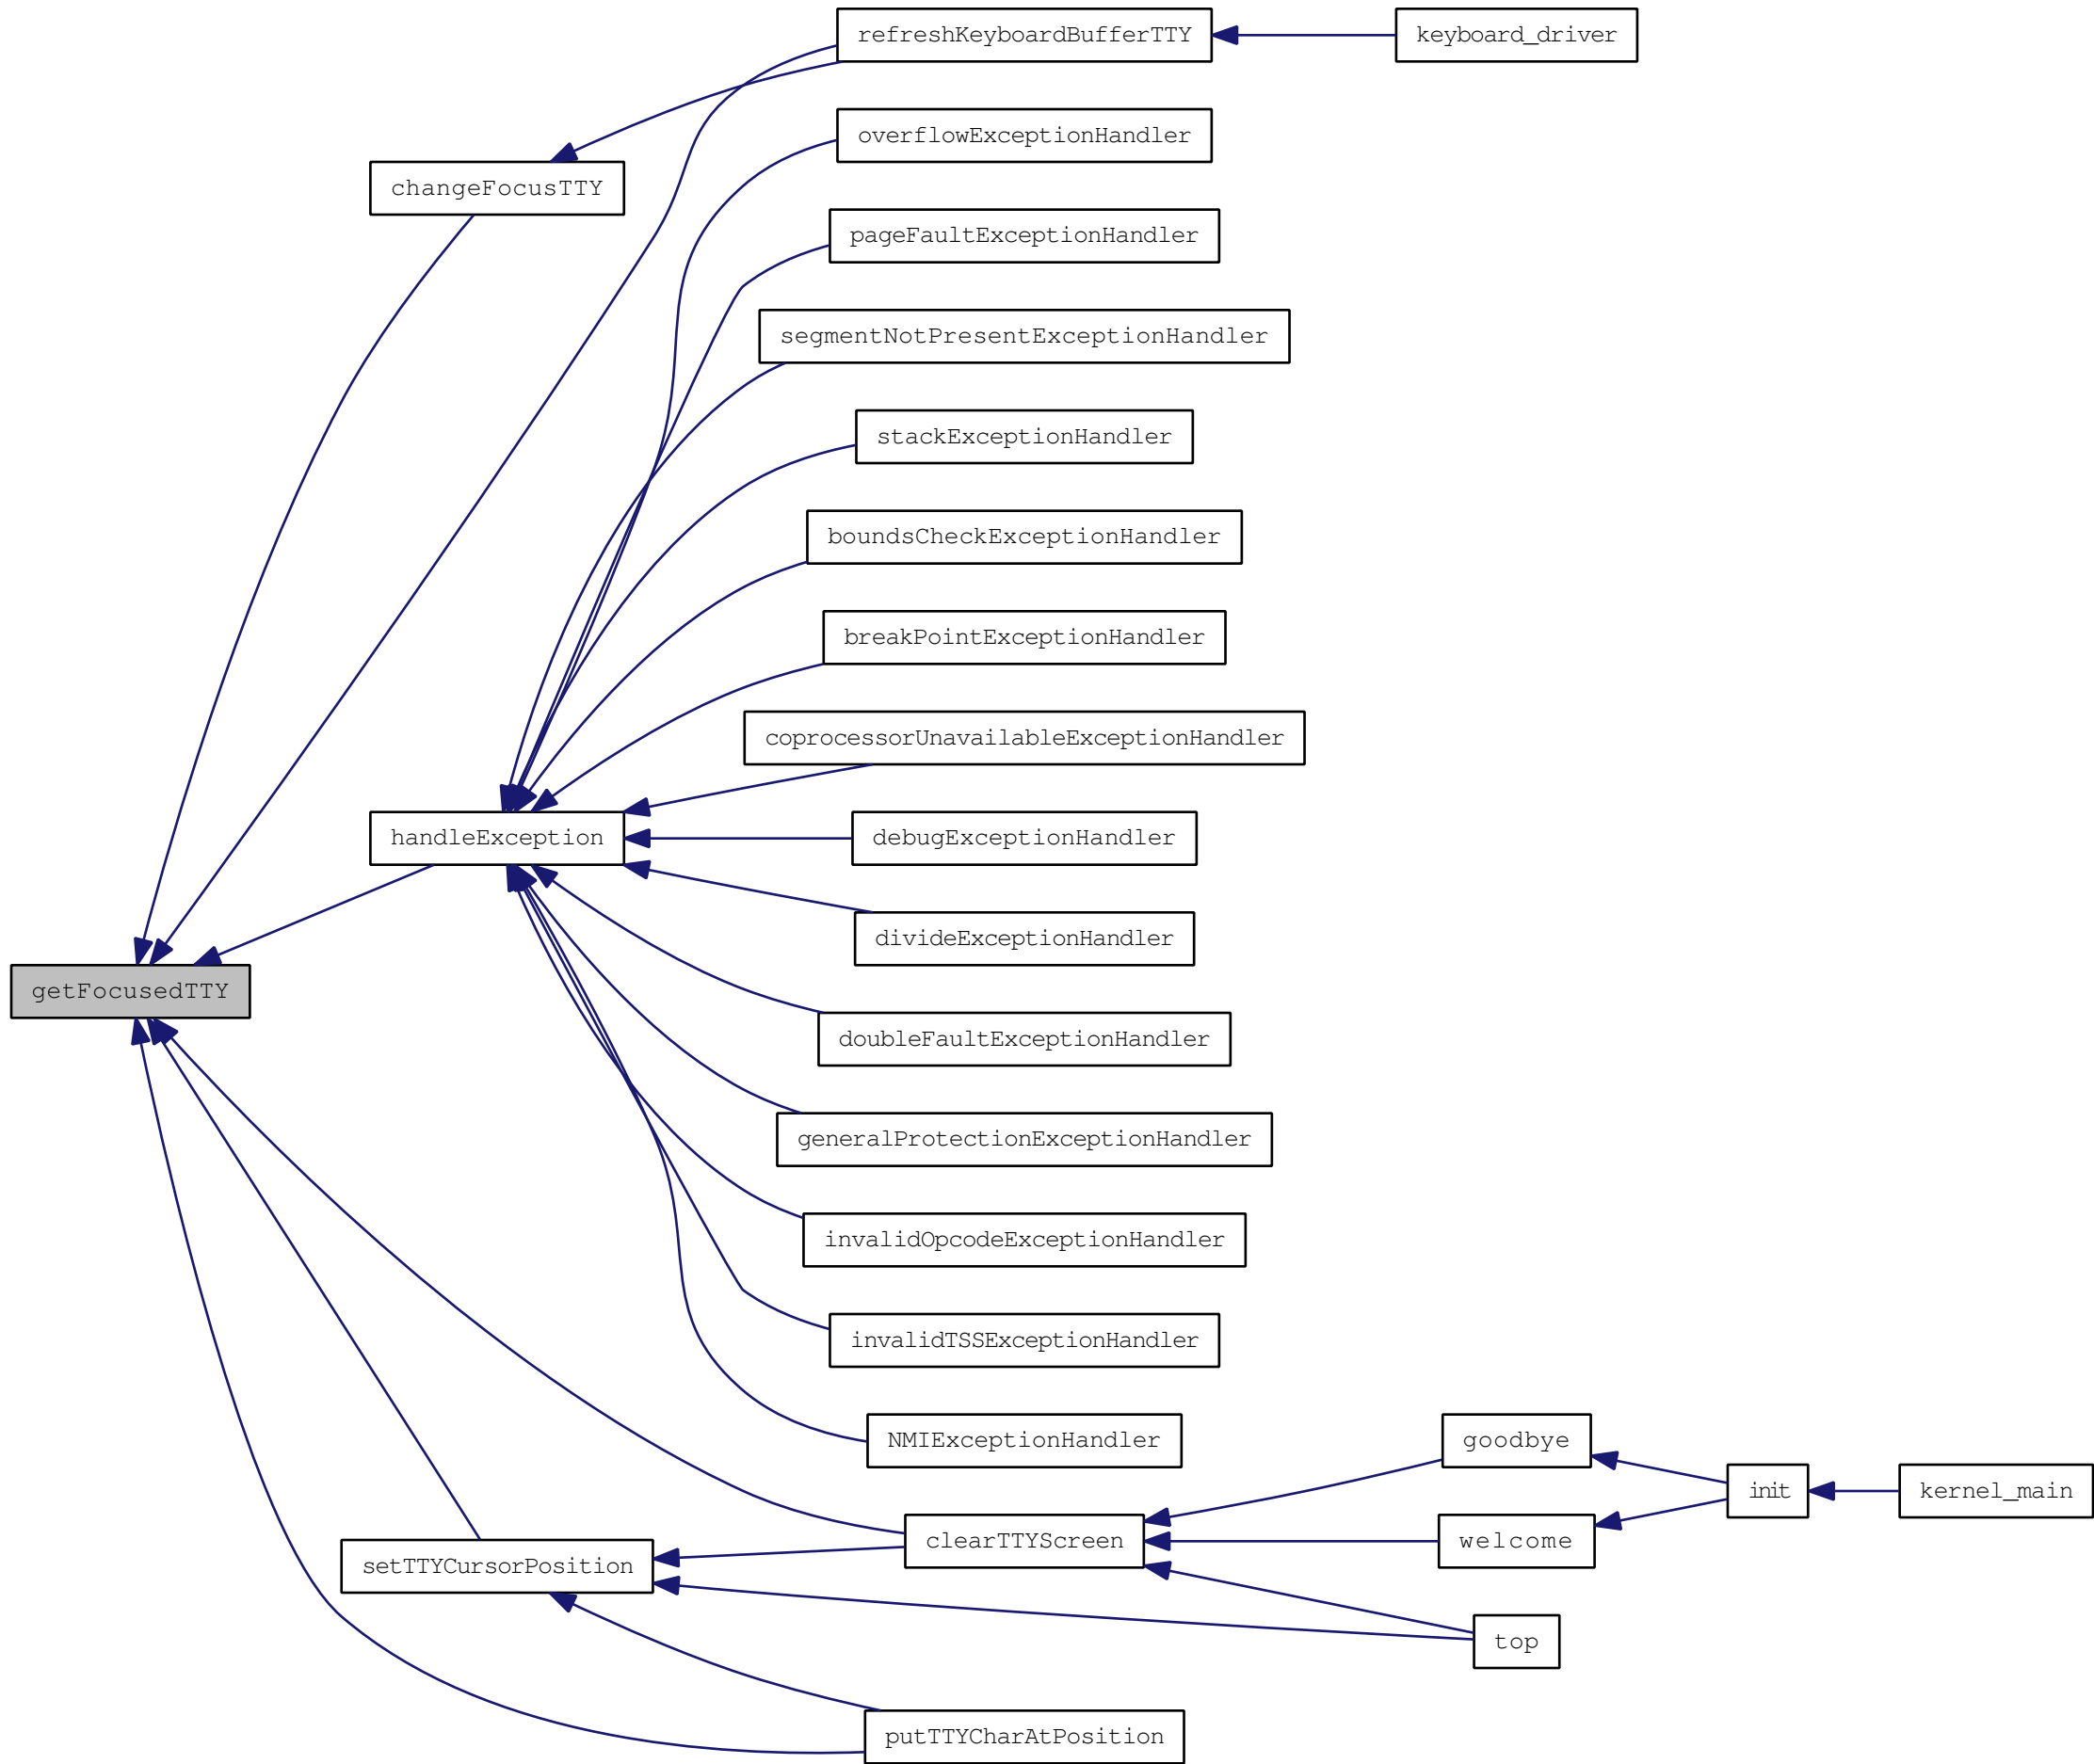 refreshKeyboardBufferTTY
keyboard_driver
overflowExceptionHandler
changeFocusTTY
pageFaultExceptionHandler
segmentNotPresentExceptionHandler
stackExceptionHandler
boundsCheckExceptionHandler
breakPointExceptionHandler
coprocessorUnavailableExceptionHandler
handleException
debugExceptionHandler
divideExceptionHandler
getFocusedTTY
doubleFaultExceptionHandler
generalProtectionExceptionHandler
invalidOpcodeExceptionHandler
invalidTSSExceptionHandler
NMIExceptionHandler
goodbye
init
kernel_main
clearTTYScreen
welcome
setTTYCursorPosition
top
putTTYCharAtPosition